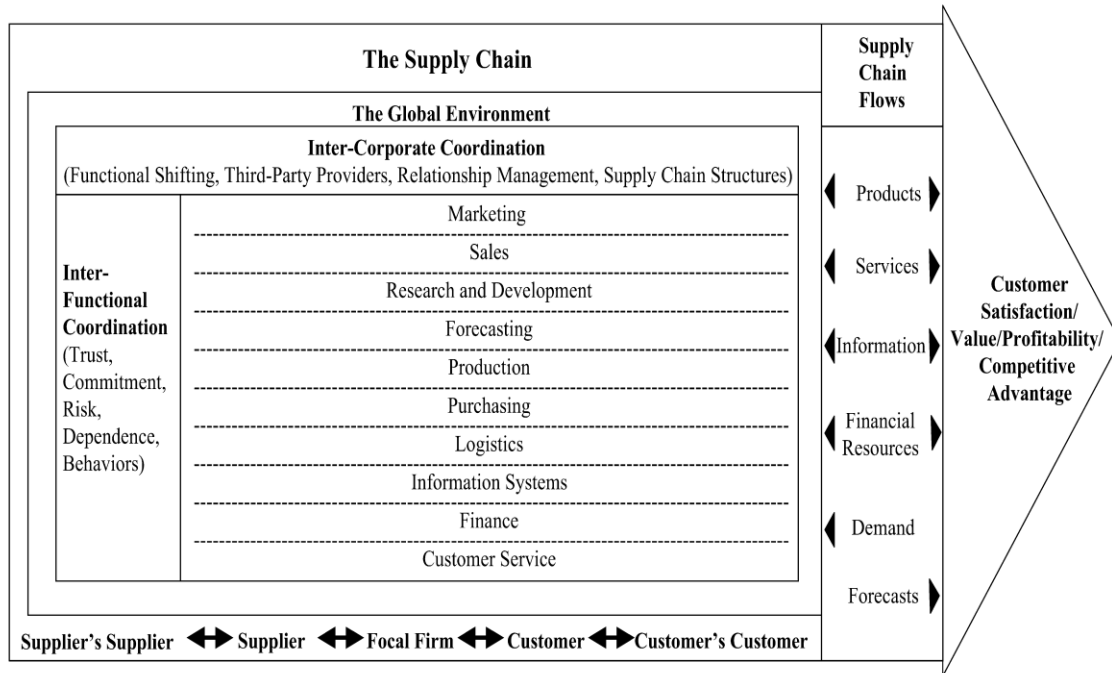 The Supply Chain
The Global Environment
Inter-Corporate Coordination
(Functional Shifting, Third-Party Providers, Relationship Management, Supply Chain Structures)
Inter-
Functional
Coordination
(Trust,
Commitment,
Risk,
Dependence,
Behaviors)
Marketing
Sales
Research and Development
Forecasting
Production
Purchasing
Logistics
Information Systems
Finance
Customer Service
Supplier’s Supplier Supplier Focal Firm Customer Customer’s Customer
Supply
Chain
Flows
Products
Services
Information
Financial
Resources
Demand
Forecasts
Customer
Satisfaction/
Value/Profitability/
Competitive
Advantage